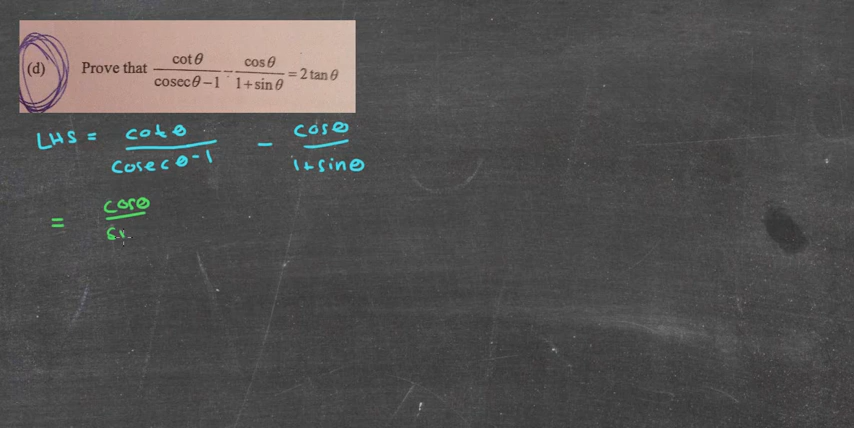 (d) Prove that cotθ/(cosecθ−1) − cosθ/(1+sinθ) = 2 tanθ
LHS = cotθ/(cosecθ-1) - cosθ/(1+sinθ)
= cosθ/